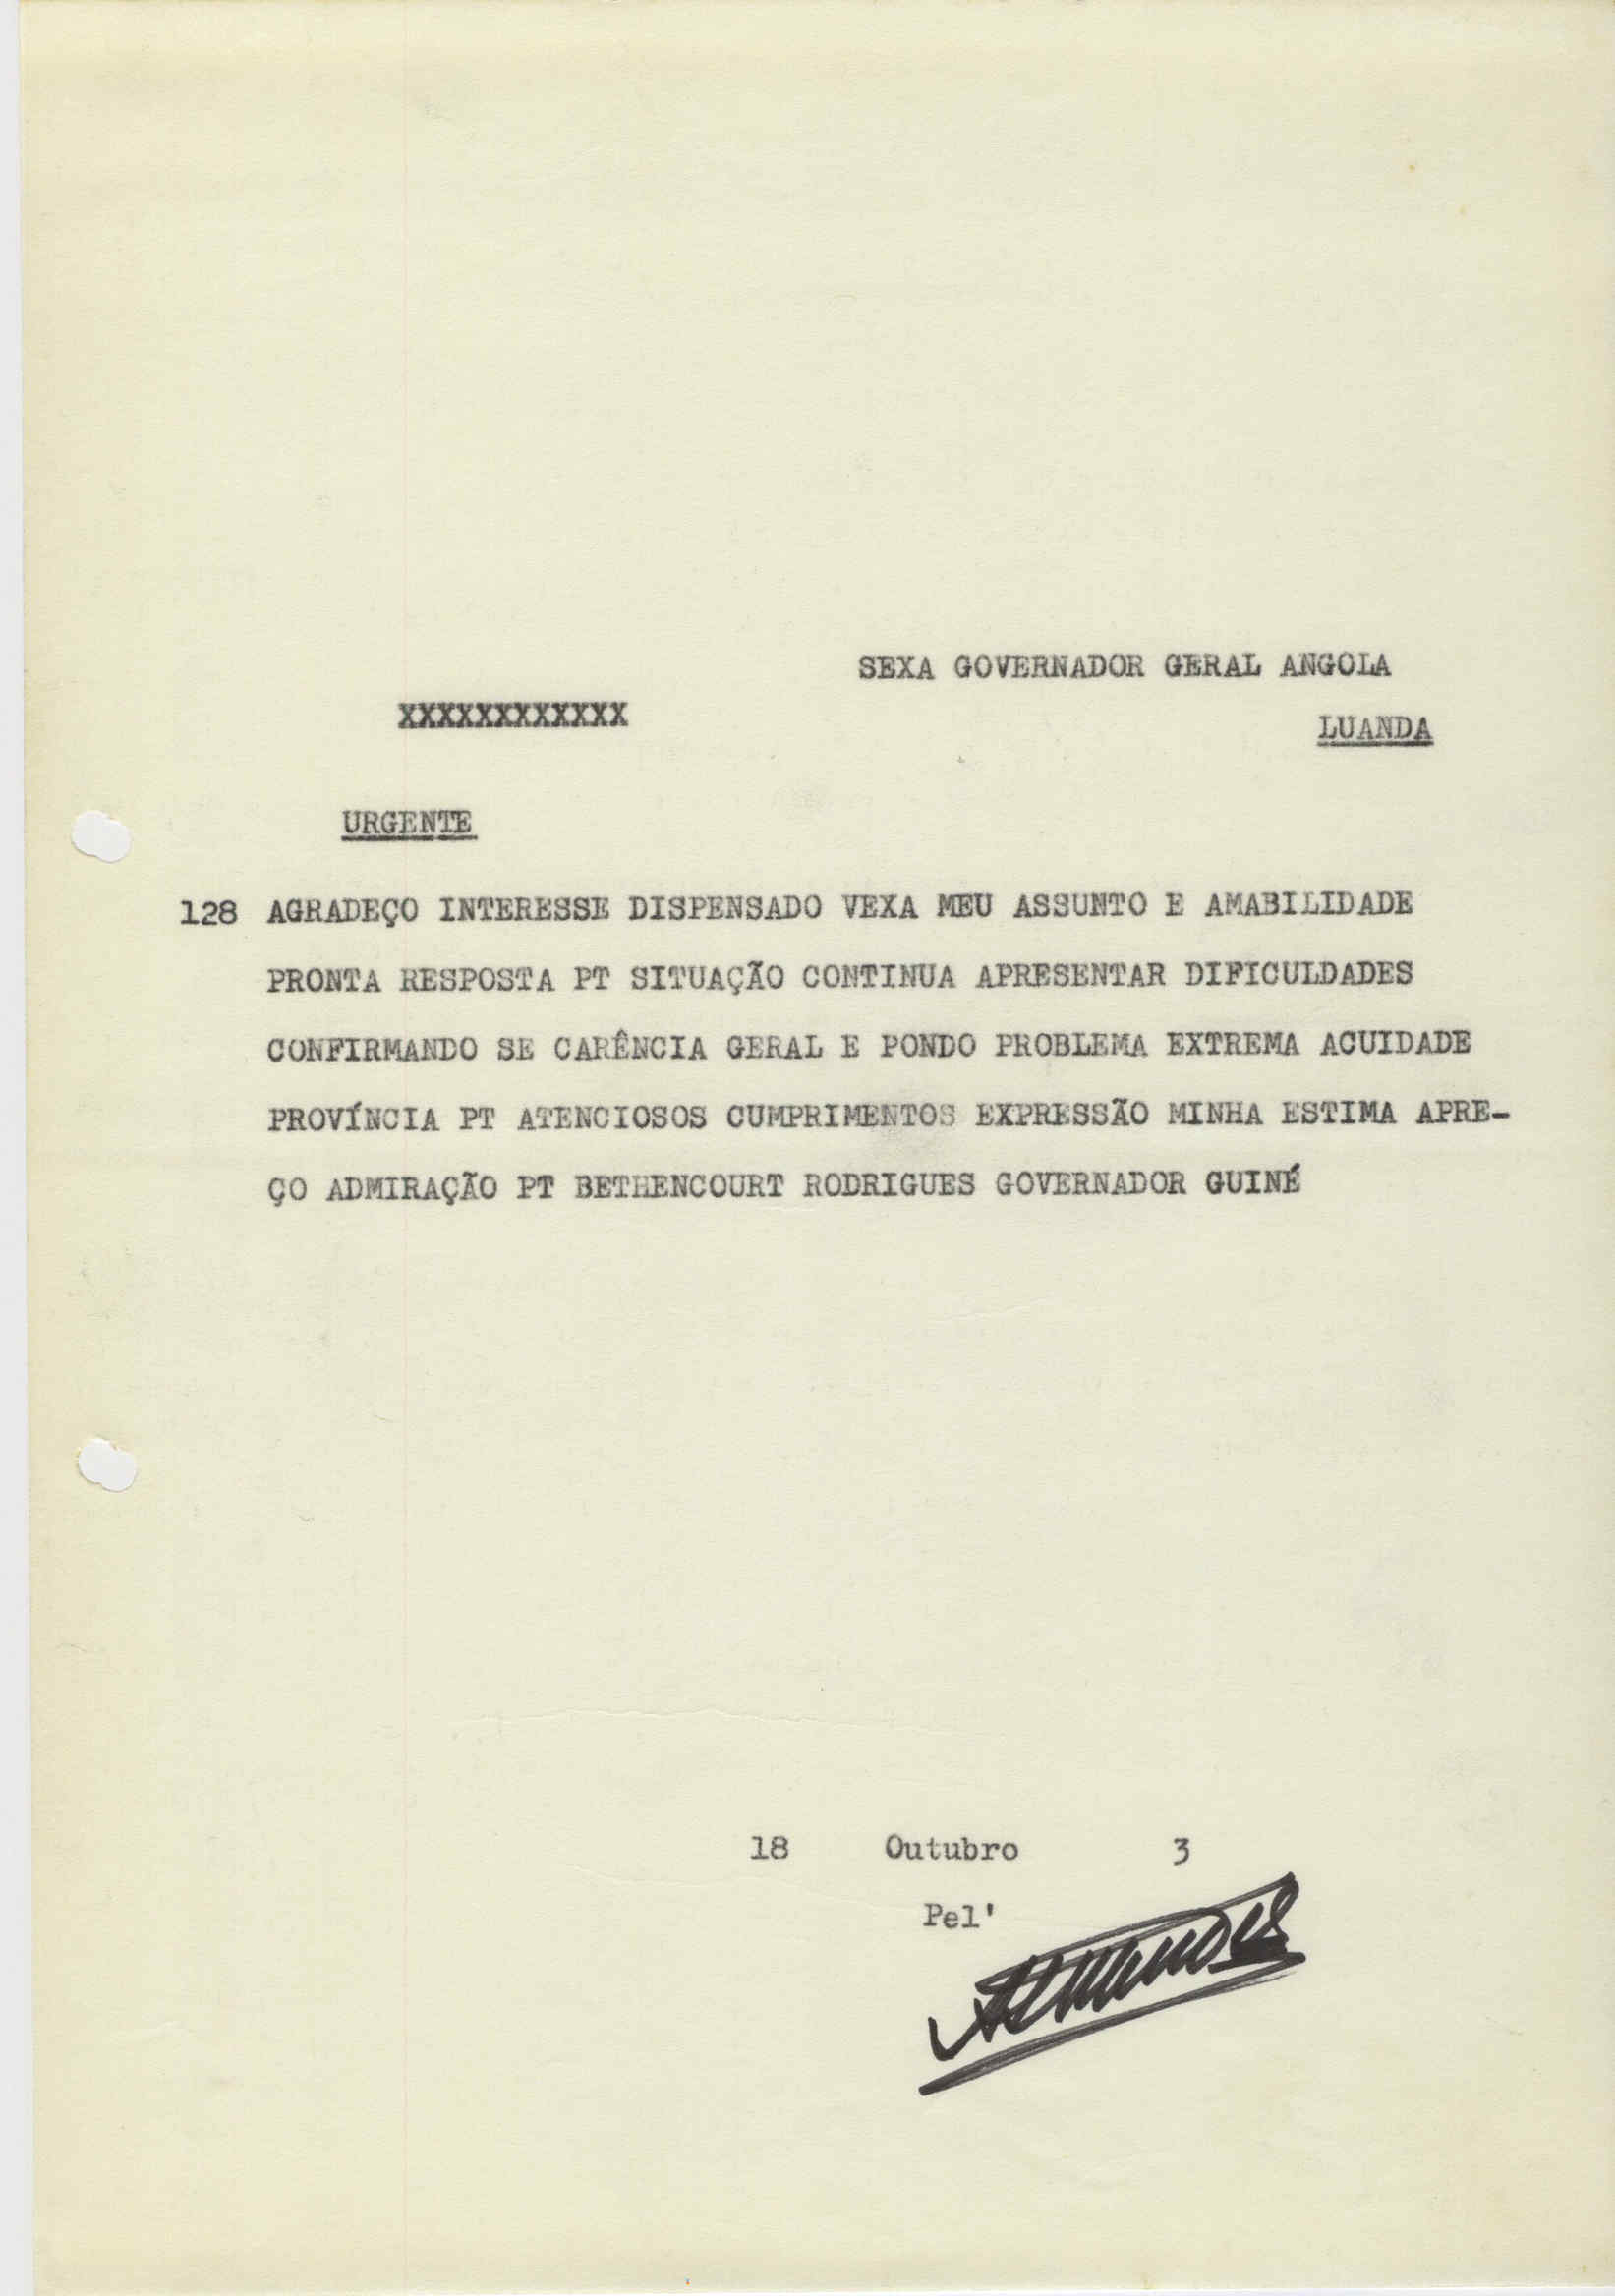 SEXA GOVERNADOR GERAL ANGOLA
XXXXXXXXXXXX
LUANDA
URGENTE
128 AGRADEÇO INTERESSE DISPENSADO VEXA MEU ASSUNTO E AMABILIDADE
PRONTA RESPOSTA PT SITUAÇÃO CONTINUA APRESENTAR DIFICULDADES
CONFIRMANDO SE CARÊNCIA GERAL E PONDO PROBLEMA EXTREMA ACUIDADE
PROVÍNCIA PT ATENCIOSOS CUMPRIMENTOS EXPRESSÃO MINHA ESTIMA APRE-
ÇO ADMIRAÇÃO PT BETHENCOURT RODRIGUES GOVERNADOR GUINÉ
18 Outubro 3
Pel'